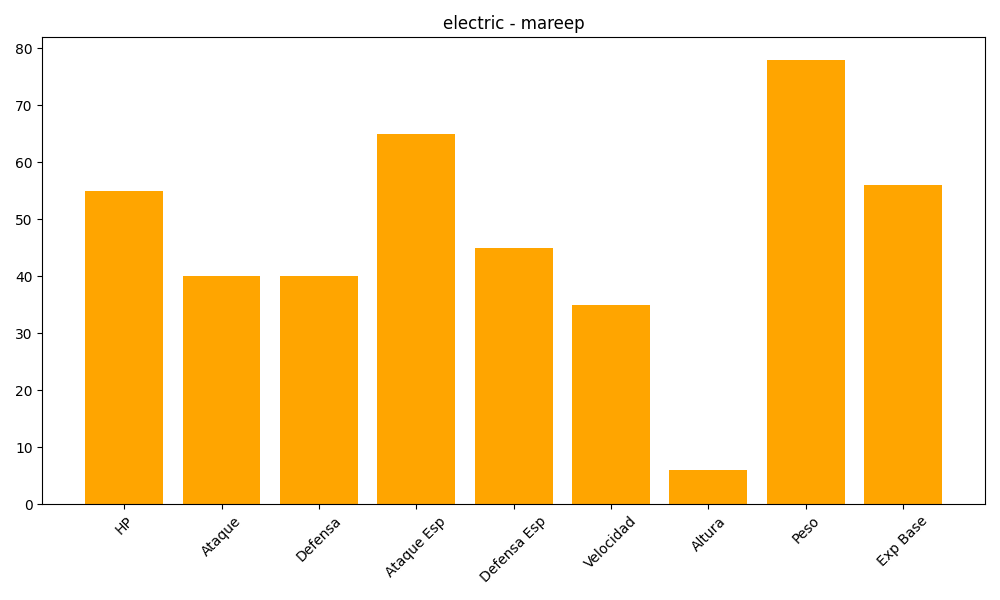 electric - mareep
80
70
60
50
40
30
20
10
0
HP
Ataque
Defensa
Ataque Esp
Defensa Esp
Velocidad
Altura
Peso
Exp Base